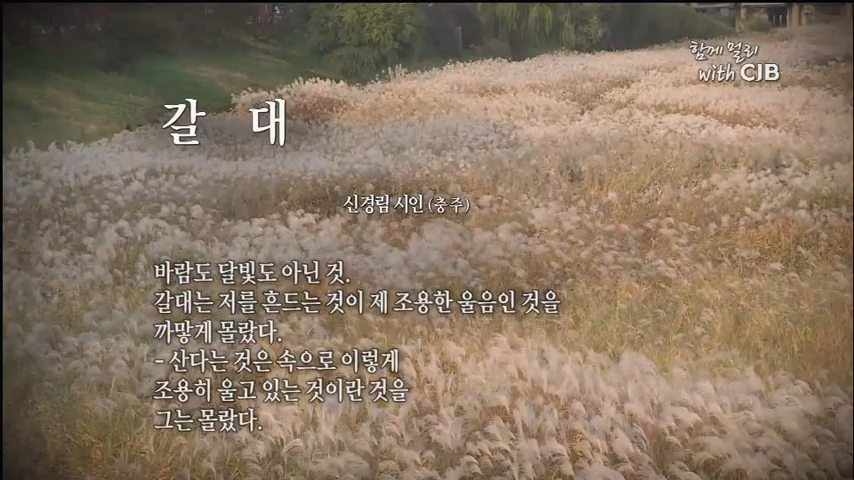 함께 멀리
with CJB
갈 대
신경림 시인 (충주)
바람도 달빛도 아닌 것.
갈대는 저를 흔드는 것이 제 조용한 울음인 것을
까맣게 몰랐다.
- 산다는 것은 속으로 이렇게
조용히 울고 있는 것이란 것을
그는 몰랐다.